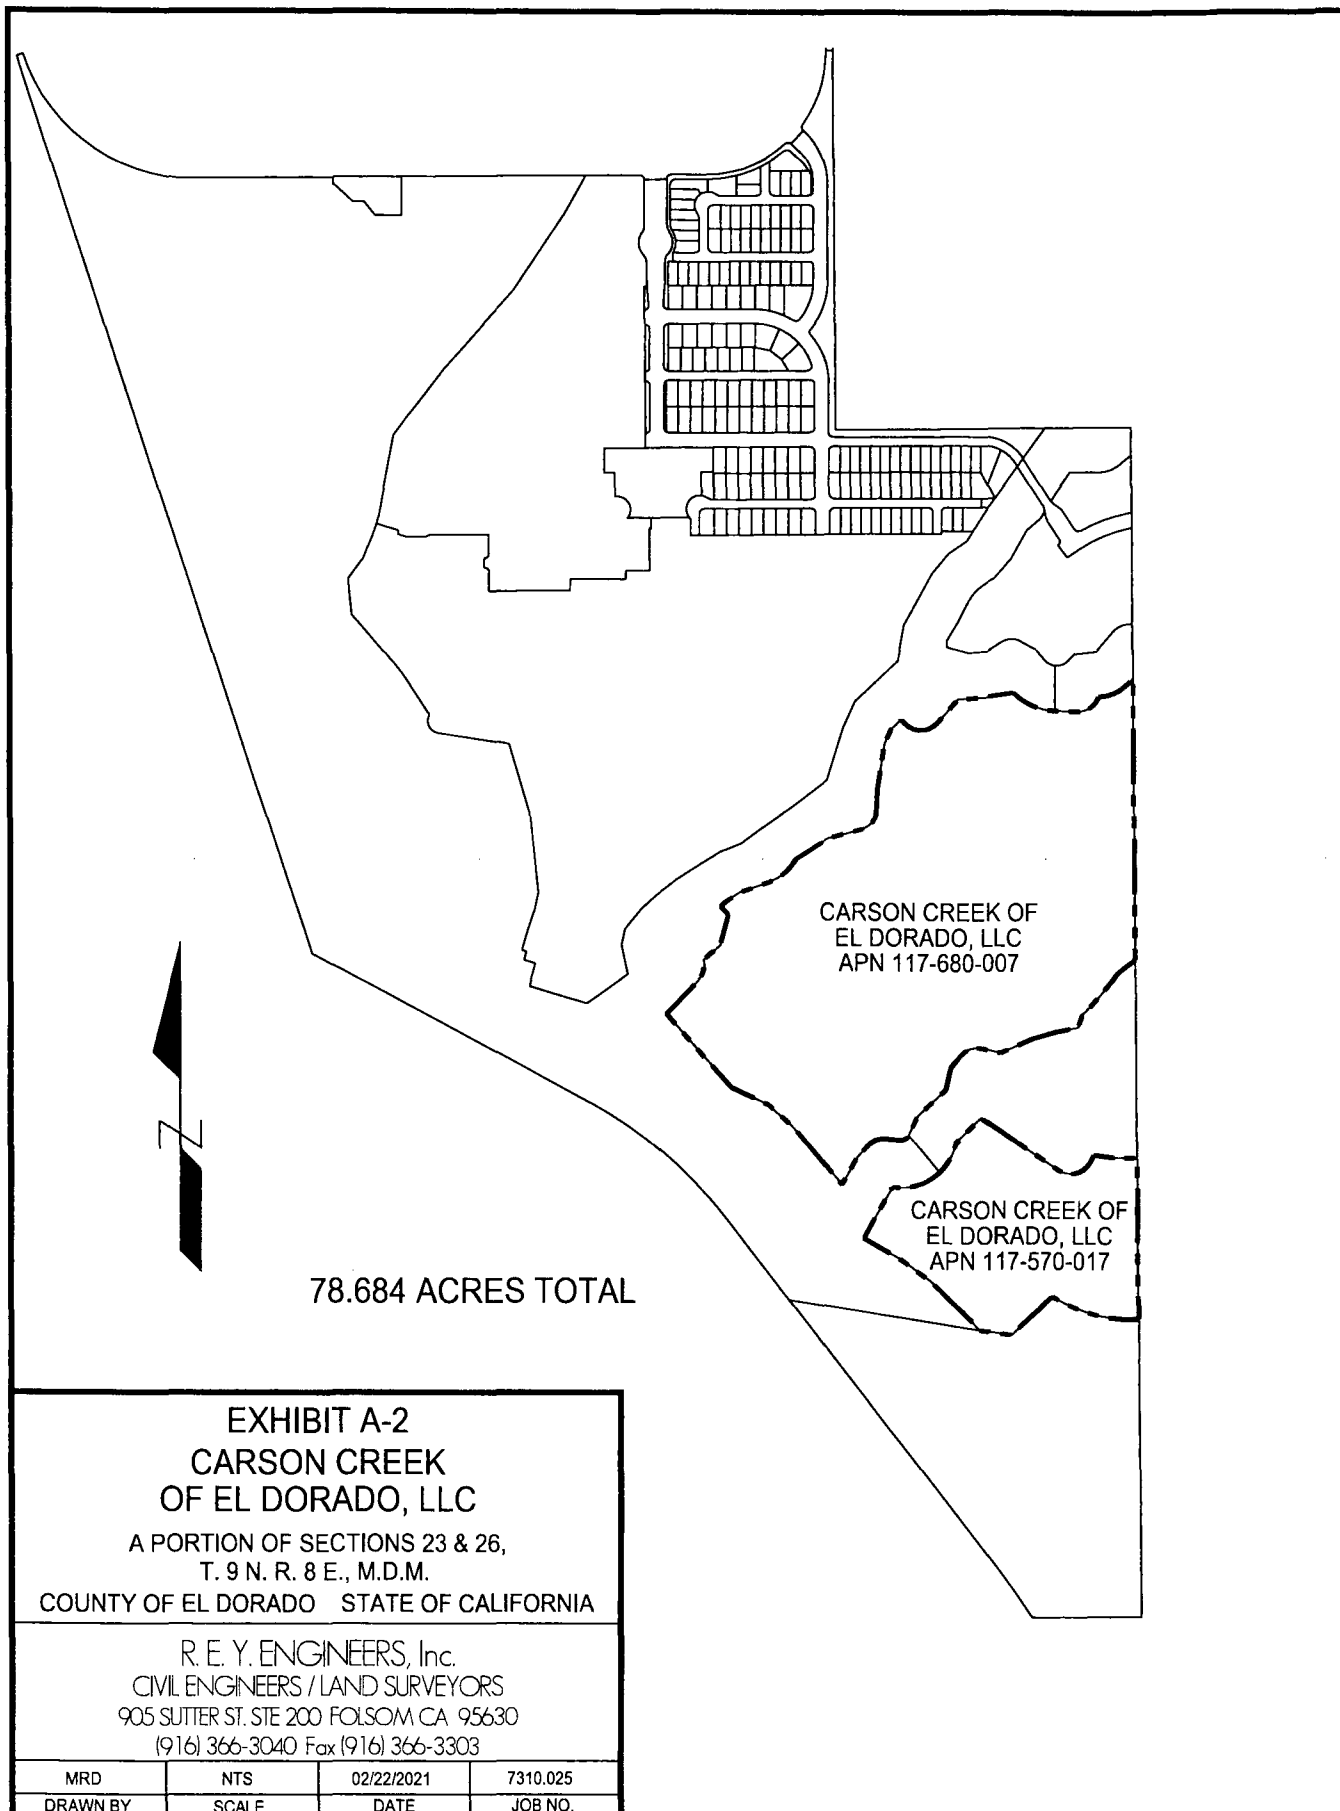 CARSON CREEK OF
EL DORADO, LLC
APN 117-680-007
CARSON CREEK OF
EL DORADO, LLC
APN 117-570-017
N
78.684 ACRES TOTAL
EXHIBIT A-2
CARSON CREEK
OF EL DORADO, LLC
A PORTION OF SECTIONS 23 & 26,
T. 9 N. R. 8 E., M.D.M.
COUNTY OF EL DORADO STATE OF CALIFORNIA
R. E. Y. ENGINEERS, Inc.
CIVIL ENGINEERS / LAND SURVEYORS
905 SUTTER ST. STE 200 FOLSOM CA 95630
(916) 366-3040 Fax (916) 366-3303
MRD NTS 02/22/2021 7310.025
DRAWN BY SCALE DATE JOB NO.